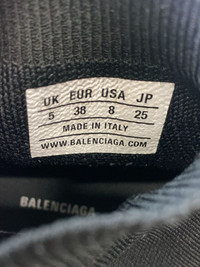 UK EUR USA JP
5 38 8 25
MADE IN ITALY
WWW.BALENCIAGA.COM
BALENCIAGA